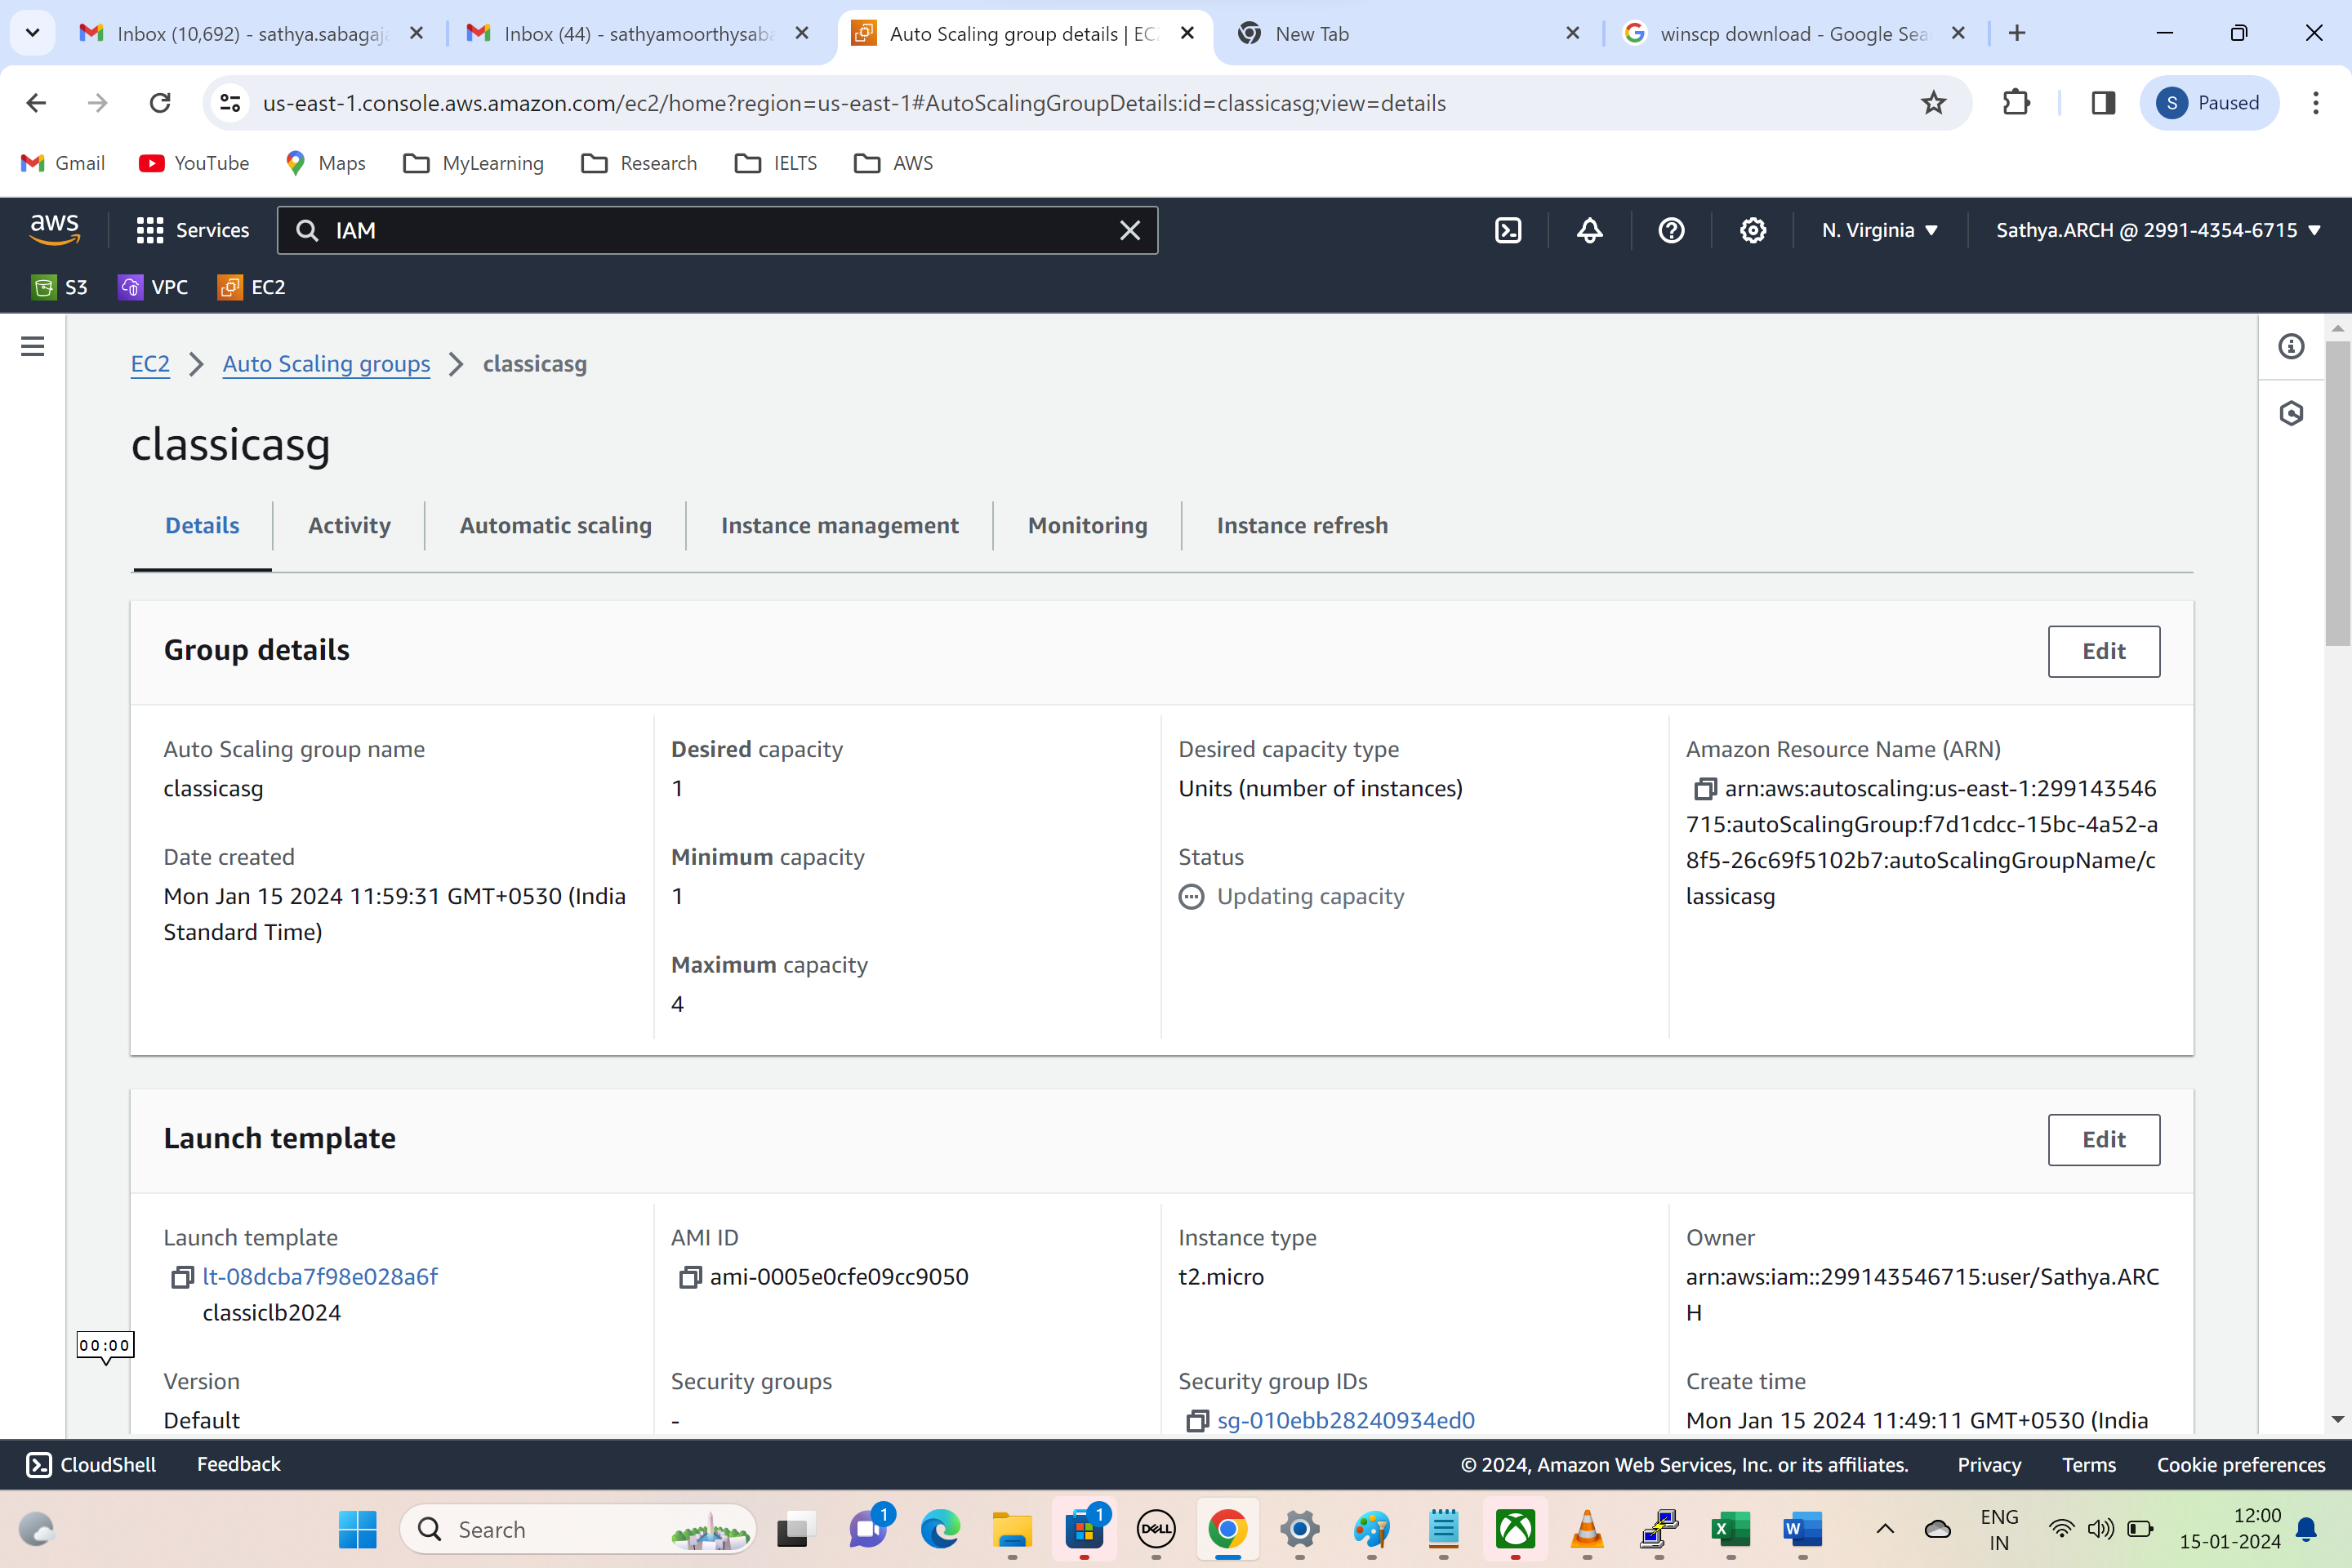 Inbox (10,692) - sathya.sabagaja
Inbox (44) - sathyamoorthysaba
Auto Scaling group details | EC2
New Tab
winscp download - Google Sea
us-east-1.console.aws.amazon.com/ec2/home?region=us-east-1#AutoScalingGroupDetails:id=classicasg;view=details
S Paused
Gmail YouTube Maps MyLearning Research IELTS AWS
aws Services IAM N. Virginia Sathya.ARCH @ 2991-4354-6715
S3 VPC EC2
EC2 Auto Scaling groups classicasg
classicasg
Details Activity Automatic scaling Instance management Monitoring Instance refresh
Group details Edit
Auto Scaling group name
classicasg
Date created
Mon Jan 15 2024 11:59:31 GMT+0530 (India
Standard Time)
Desired capacity
1
Minimum capacity
1
Maximum capacity
4
Desired capacity type
Units (number of instances)
Status
Updating capacity
Amazon Resource Name (ARN)
arn:aws:autoscaling:us-east-1:299143546
715:autoScalingGroup:f7d1cdcc-15bc-4a52-a
8f5-26c69f5102b7:autoScalingGroupName/c
lassicasg
Launch template Edit
Launch template
lt-08dcba7f98e028a6f
classiclb2024
Version
Default
AMI ID
ami-0005e0cfe09cc9050
Security groups
-
Instance type
t2.micro
Security group IDs
sg-010ebb28240934ed0
Owner
arn:aws:iam::299143546715:user/Sathya.ARC
H
Create time
Mon Jan 15 2024 11:49:11 GMT+0530 (India
00:00
CloudShell Feedback © 2024, Amazon Web Services, Inc. or its affiliates. Privacy Terms Cookie preferences
Search
1
1
DELL
X
W
ENG
IN
12:00
15-01-2024